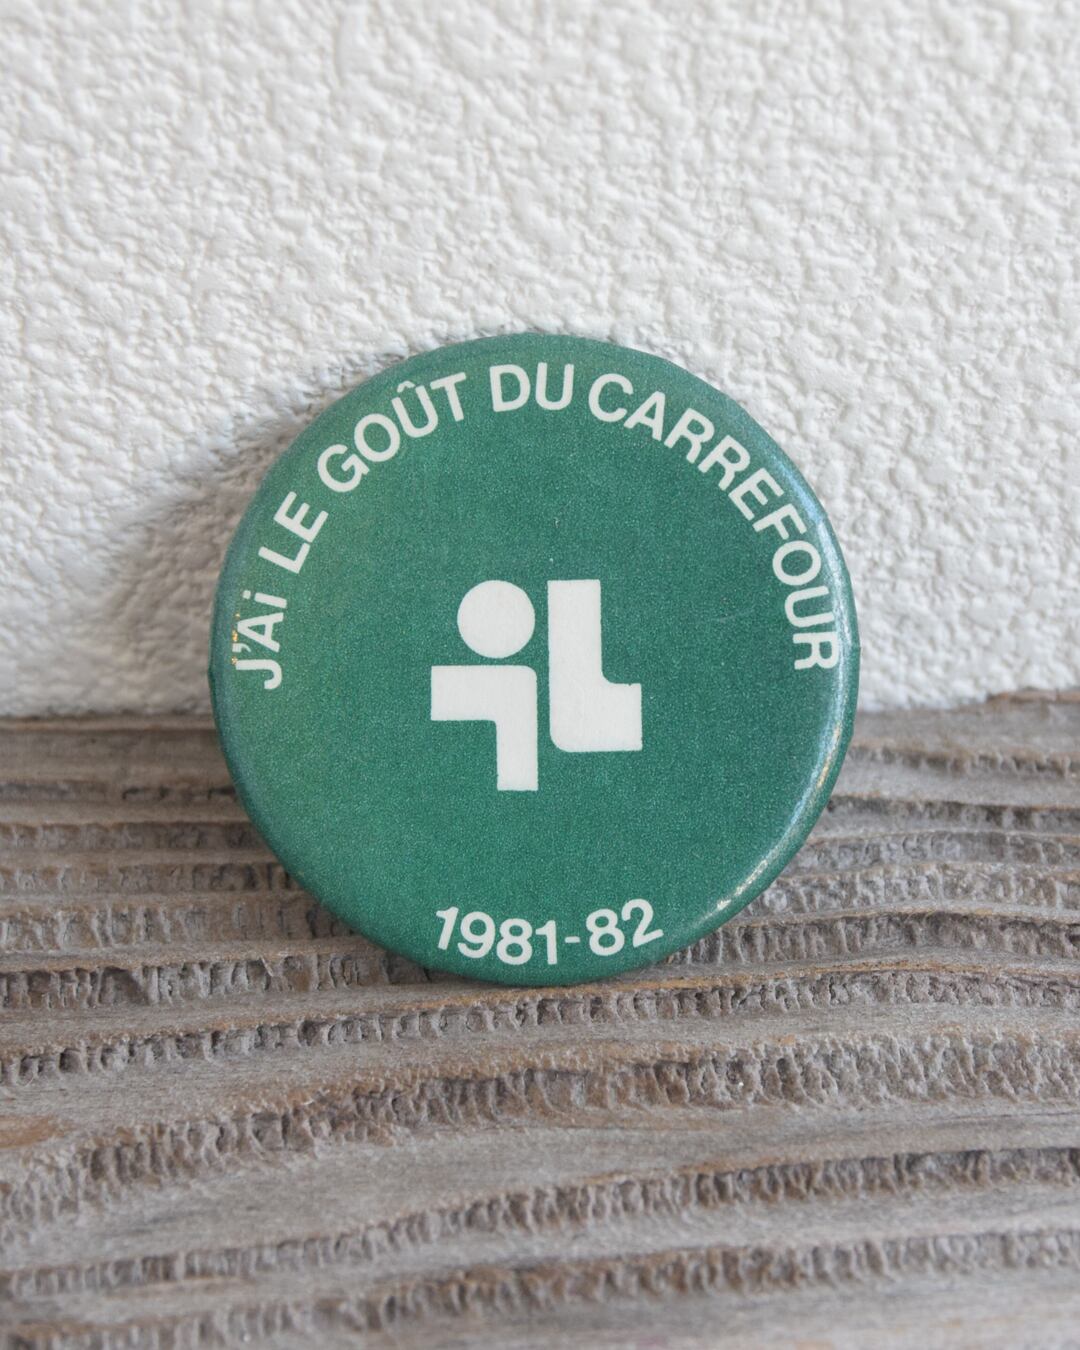 J'Ai LE GOÛT DU CARREFOUR
1981-82